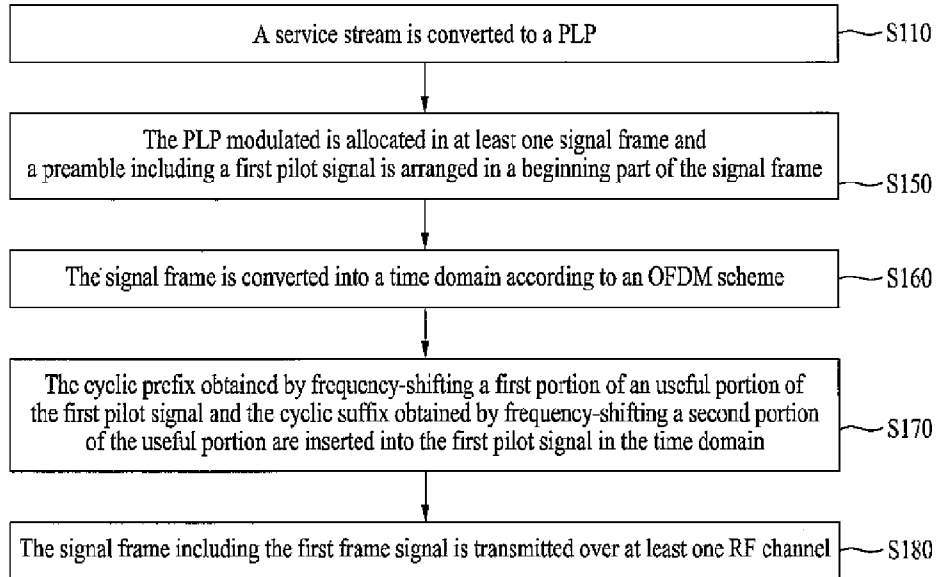 A service stream is converted to a PLP
S110
The PLP modulated is allocated in at least one signal frame and
a preamble including a first pilot signal is arranged in a beginning part of the signal frame
S150
The signal frame is converted into a time domain according to an OFDM scheme
S160
The cyclic prefix obtained by frequency-shifting a first portion of an useful portion of
the first pilot signal and the cyclic suffix obtained by frequency-shifting a second portion
of the useful portion are inserted into the first pilot signal in the time domain
S170
The signal frame including the first frame signal is transmitted over at least one RF channel
S180